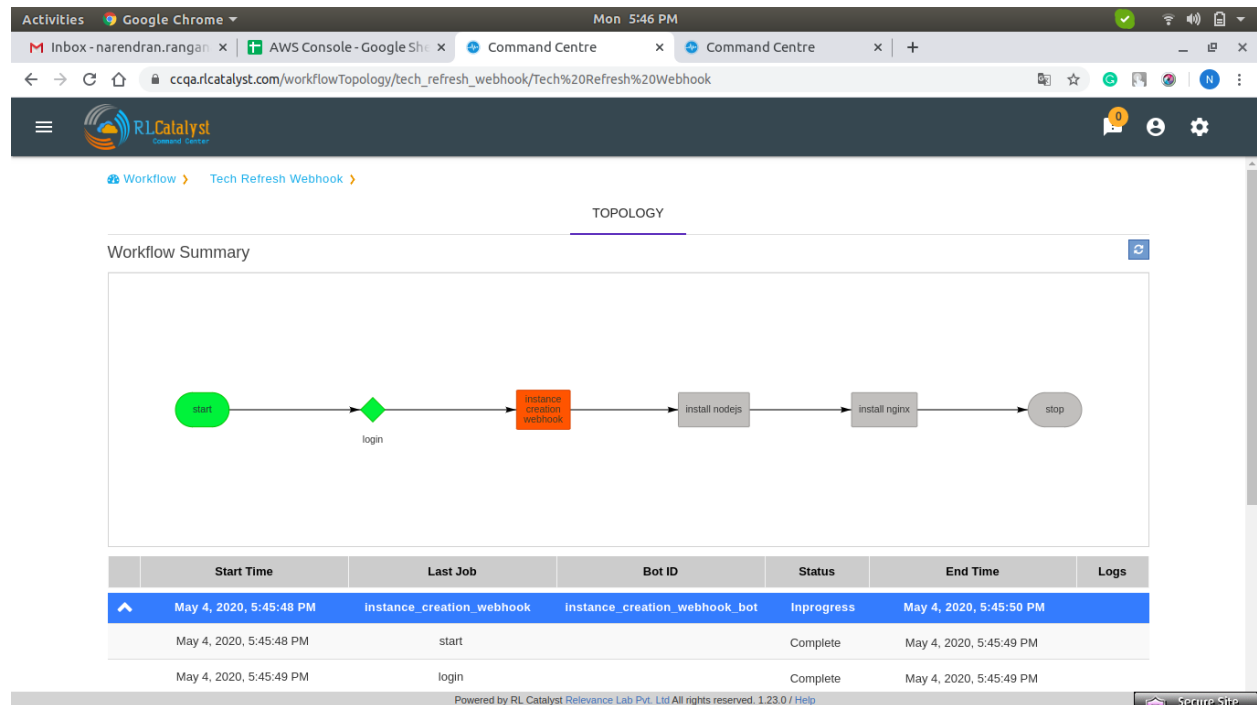 Activities Google Chrome Mon 5:46 PM
Inbox - narendran.rangan AWS Console - Google She Command Centre Command Centre
ccqa.rlcatalyst.com/workflowTopology/tech_refresh_webhook/Tech%20Refresh%20Webhook N
RLCatalyst 0
Command Center
Workflow Tech Refresh Webhook
TOPOLOGY
Workflow Summary
start
login
instance
creation
webhook
install nodejs
install nginx
stop
Start Time Last Job Bot ID Status End Time Logs
May 4, 2020, 5:45:48 PM instance_creation_webhook instance_creation_webhook_bot Inprogress May 4, 2020, 5:45:50 PM
May 4, 2020, 5:45:48 PM start Complete May 4, 2020, 5:45:49 PM
May 4, 2020, 5:45:49 PM login Complete May 4, 2020, 5:45:49 PM
Powered by RL Catalyst Relevance Lab Pvt. Ltd All rights reserved. 1.23.0 / Help
Secure Site